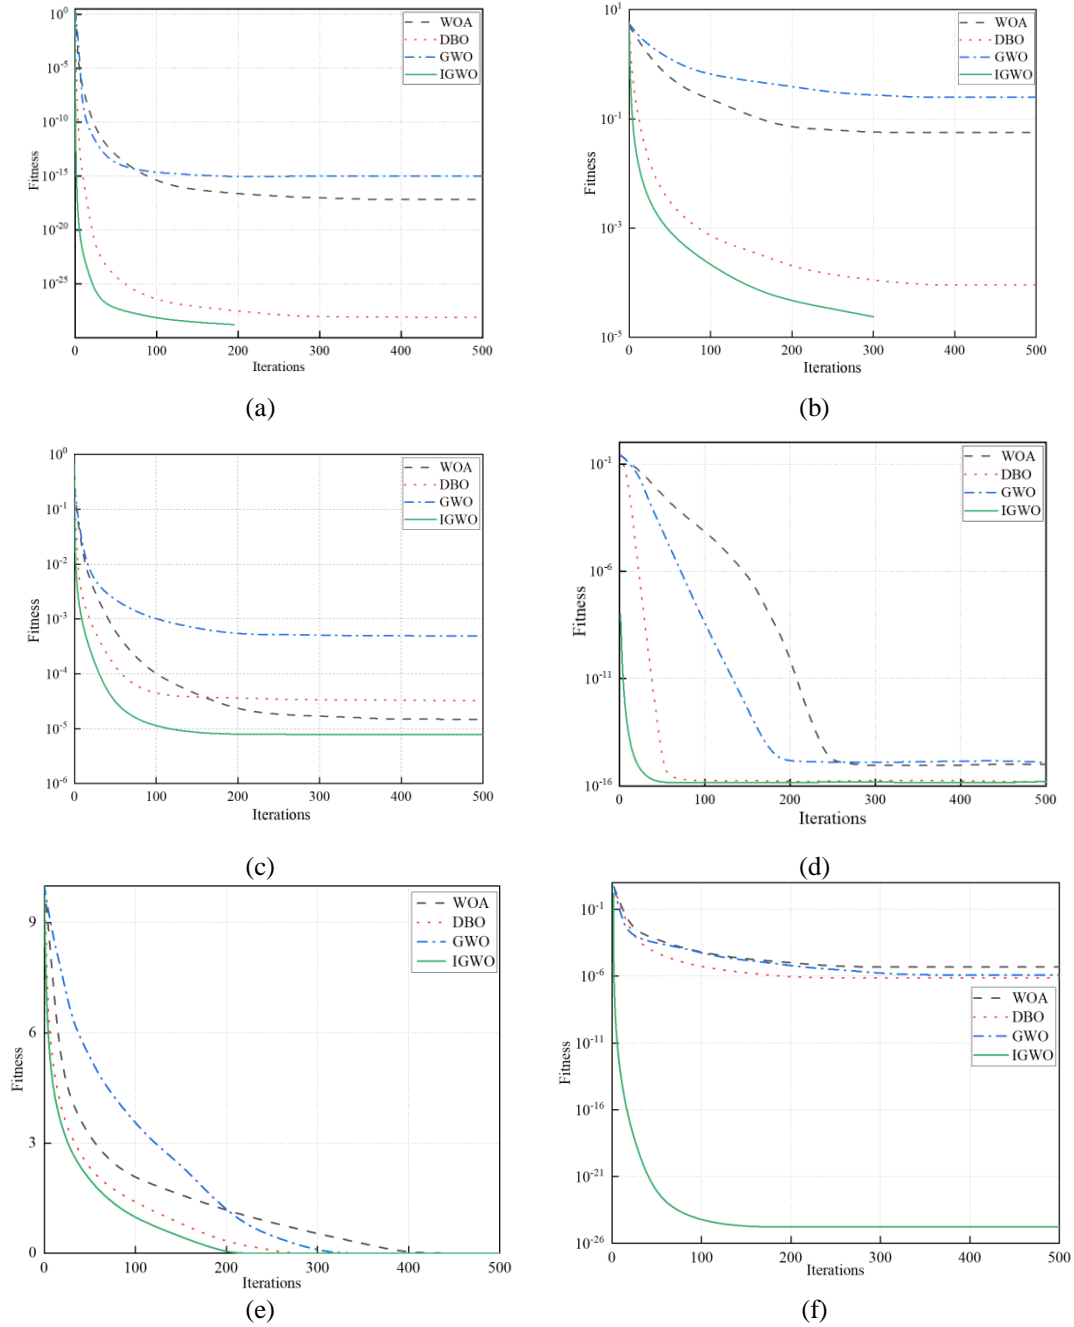 10^0
10^-5
10^-10
10^-15
10^-20
10^-25
Fitness
WOA
DBO
GWO
IGWO
0 100 200 300 400 500
Iterations
(a)
10^1
10^-1
10^-3
10^-5
Fitness
WOA
DBO
GWO
IGWO
0 100 200 300 400 500
Iterations
(b)
10^0
10^-1
10^-2
10^-3
10^-4
10^-5
10^-6
Fitness
WOA
DBO
GWO
IGWO
0 100 200 300 400 500
Iterations
(c)
10^-1
10^-6
10^-11
10^-16
Fitness
WOA
DBO
GWO
IGWO
0 100 200 300 400 500
Iterations
(d)
9
6
3
0
Fitness
WOA
DBO
GWO
IGWO
0 100 200 300 400 500
Iterations
(e)
10^-1
10^-6
10^-11
10^-16
10^-21
10^-26
Fitness
WOA
DBO
GWO
IGWO
0 100 200 300 400 500
Iterations
(f)